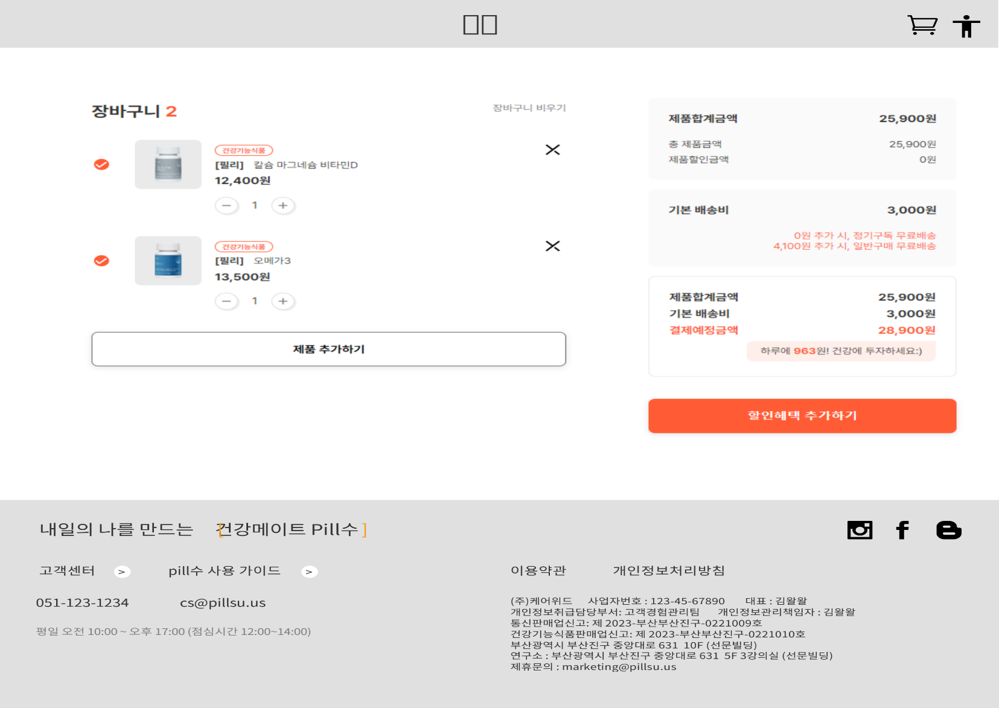 장바구니 2
장바구니 비우기
건강기능식품
[필리] 칼슘 마그네슘 비타민D
12,400원
1
건강기능식품
[필리] 오메가3
13,500원
1
제품 추가하기
제품합계금액 25,900원
총 제품금액 25,900원
제품할인금액 0원
기본 배송비 3,000원
0원 추가 시, 정기구독 무료배송
4,100원 추가 시, 일반구매 무료배송
제품합계금액 25,900원
기본 배송비 3,000원
결제예정금액 28,900원
하루에 963원! 건강에 투자하세요:)
할인혜택 추가하기
내일의 나를 만드는 [건강메이트 Pill수]
고객센터 > pill수 사용 가이드 >
051-123-1234 cs@pillsu.us
평일 오전 10:00 ~ 오후 17:00 (점심시간 12:00~14:00)
이용약관 개인정보처리방침
(주)케어위드 사업자번호 : 123-45-67890 대표 : 김왈왈
개인정보취급담당부서: 고객경험관리팀 개인정보관리책임자 : 김왈왈
통신판매업신고: 제 2023-부산부산진구-0221009호
건강기능식품판매업신고: 제 2023-부산부산진구-0221010호
부산광역시 부산진구 중앙대로 631 10F (선문빌딩)
연구소 : 부산광역시 부산진구 중앙대로 631 5F 3강의실 (선문빌딩)
제휴문의 : marketing@pillsu.us